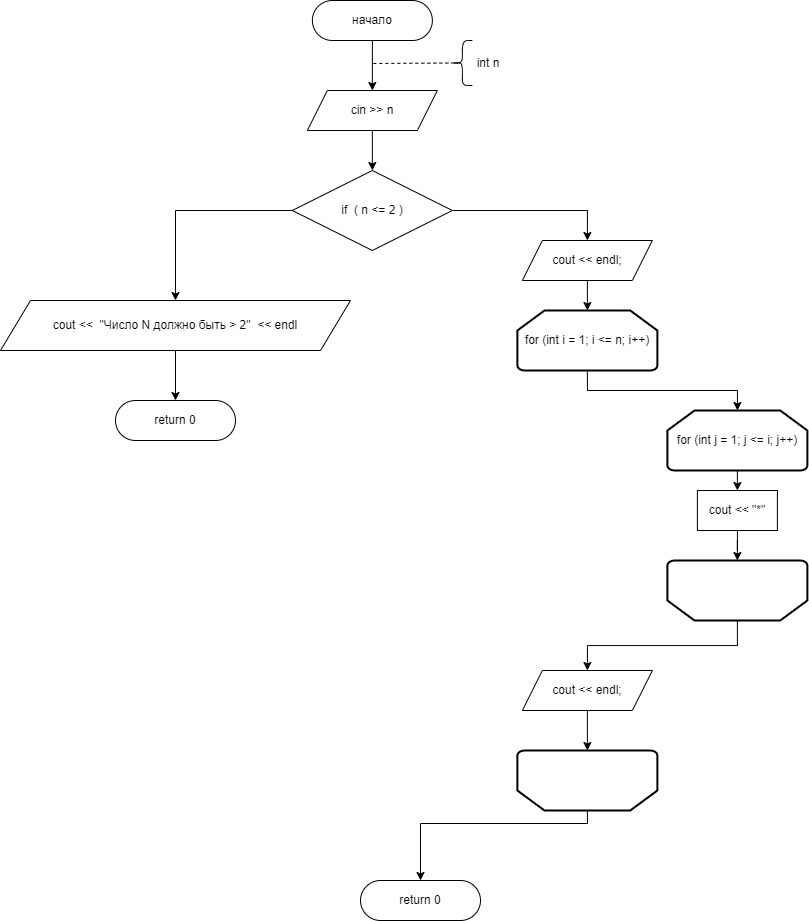 начало
int n
cin >> n
if  ( n <= 2 )
cout <<  "Число N должно быть > 2"  << endl
return 0
cout << endl;
for (int i = 1; i <= n; i++)
for (int j = 1; j <= i; j++)
cout << "*"
cout << endl;
return 0